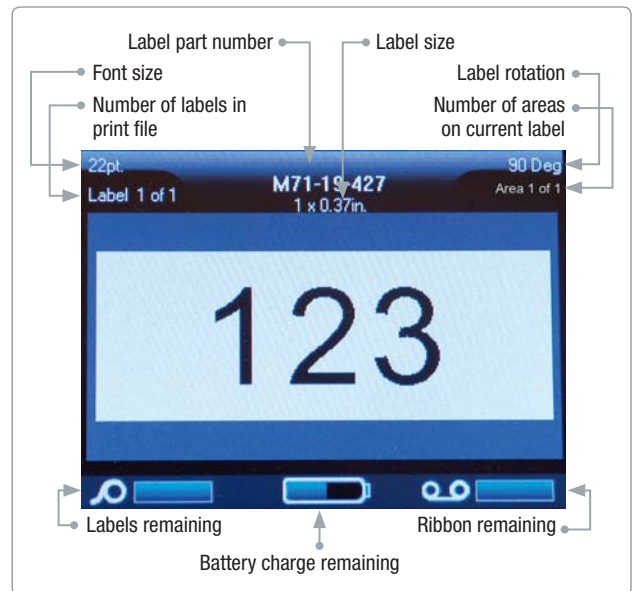 Label part number
Label size
Font size
Label rotation
Number of labels in
print file
Number of areas
on current label
22pt.
90 Deg
Label 1 of 1
M71-19-427
Area 1 of 1
1 x 0.37in.
123
Labels remaining
Ribbon remaining
Battery charge remaining